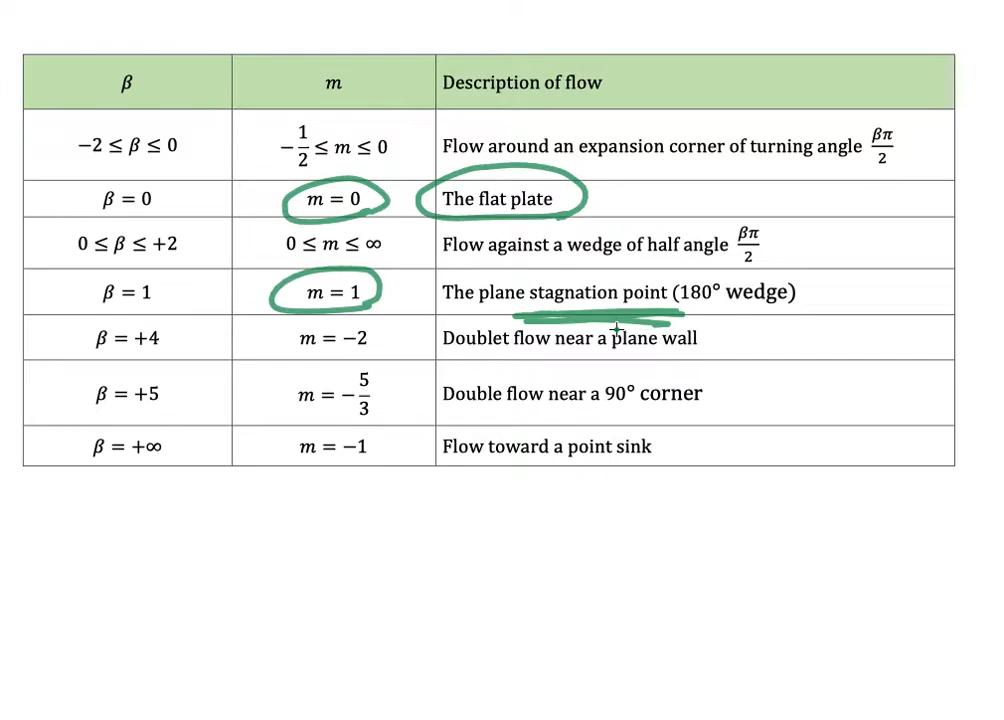 β m Description of flow
−2 ≤ β ≤ 0 −1/2 ≤ m ≤ 0 Flow around an expansion corner of turning angle βπ/2
β = 0 m = 0 The flat plate
0 ≤ β ≤ +2 0 ≤ m ≤ ∞ Flow against a wedge of half angle βπ/2
β = 1 m = 1 The plane stagnation point (180° wedge)
β = +4 m = −2 Doublet flow near a plane wall
β = +5 m = −5/3 Double flow near a 90° corner
β = +∞ m = −1 Flow toward a point sink